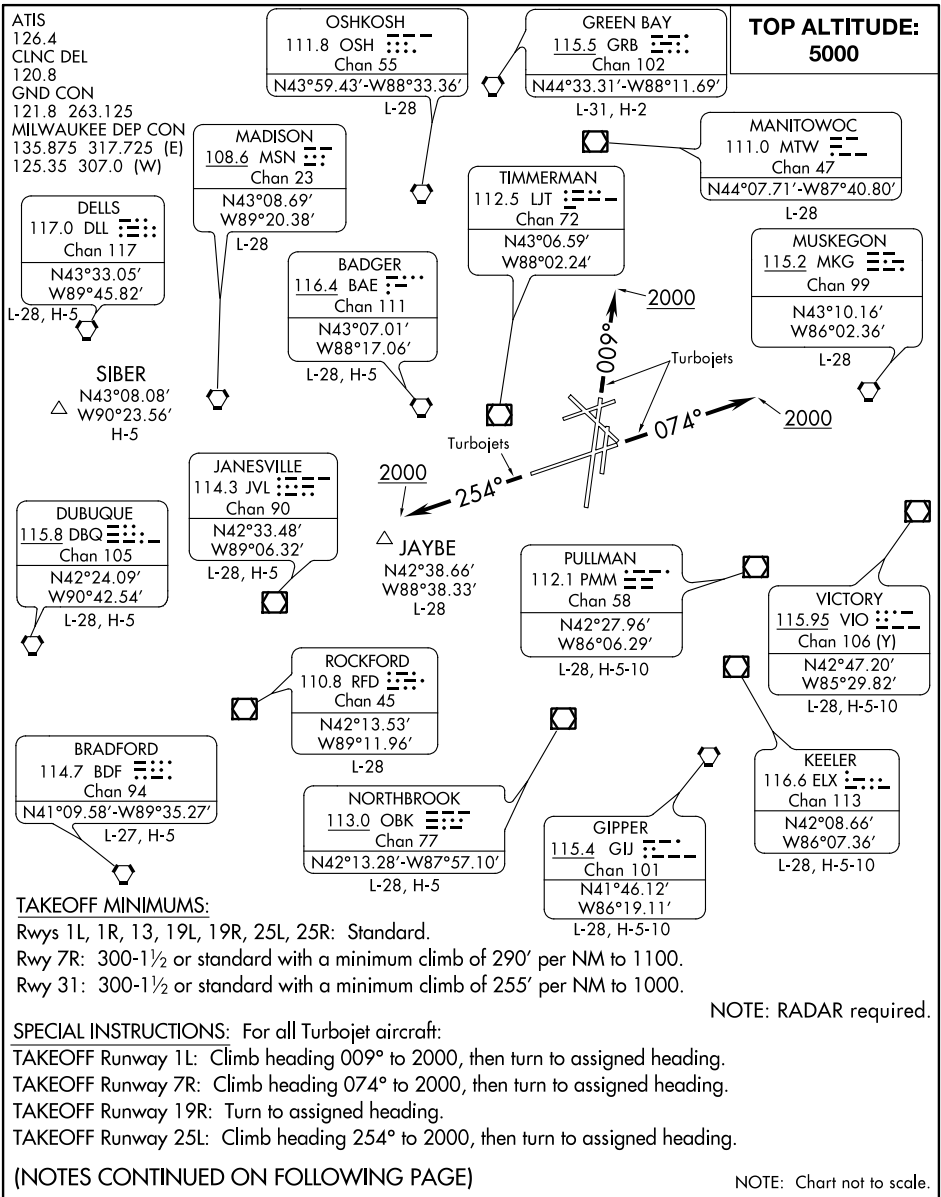 ATIS
126.4
CLNC DEL
120.8
GND CON
121.8 263.125
MILWAUKEE DEP CON
135.875 317.725 (E)
125.35 307.0 (W)
OSHKOSH
111.8 OSH
Chan 55
N43°59.43′-W88°33.36′
L-28
GREEN BAY
115.5 GRB
Chan 102
N44°33.31′-W88°11.69′
L-31, H-2
TOP ALTITUDE:
5000
MADISON
108.6 MSN
Chan 23
N43°08.69′
W89°20.38′
L-28
MANITOWOC
111.0 MTW
Chan 47
N44°07.71′-W87°40.80′
L-28
TIMMERMAN
112.5 LJT
Chan 72
N43°06.59′
W88°02.24′
DELLS
117.0 DLL
Chan 117
N43°33.05′
W89°45.82′
L-28, H-5
BADGER
116.4 BAE
Chan 111
N43°07.01′
W88°17.06′
L-28, H-5
MUSKEGON
115.2 MKG
Chan 99
N43°10.16′
W86°02.36′
L-28
2000
009°
Turbojets
074°
2000
SIBER
N43°08.08′
W90°23.56′
H-5
Turbojets
2000
254°
JANESVILLE
114.3 JVL
Chan 90
N42°33.48′
W89°06.32′
L-28, H-5
DUBUQUE
115.8 DBQ
Chan 105
N42°24.09′
W90°42.54′
L-28, H-5
JAYBE
N42°38.66′
W88°38.33′
L-28
PULLMAN
112.1 PMM
Chan 58
N42°27.96′
W86°06.29′
L-28, H-5-10
VICTORY
115.95 VIO
Chan 106 (Y)
N42°47.20′
W85°29.82′
L-28, H-5-10
ROCKFORD
110.8 RFD
Chan 45
N42°13.53′
W89°11.96′
L-28
BRADFORD
114.7 BDF
Chan 94
N41°09.58′-W89°35.27′
L-27, H-5
NORTHBROOK
113.0 OBK
Chan 77
N42°13.28′-W87°57.10′
L-28, H-5
GIPPER
115.4 GIJ
Chan 101
N41°46.12′
W86°19.11′
L-28, H-5-10
KEELER
116.6 ELX
Chan 113
N42°08.66′
W86°07.36′
L-28, H-5-10
TAKEOFF MINIMUMS:
Rwys 1L, 1R, 13, 19L, 19R, 25L, 25R: Standard.
Rwy 7R: 300-1½ or standard with a minimum climb of 290′ per NM to 1100.
Rwy 31: 300-1½ or standard with a minimum climb of 255′ per NM to 1000.
NOTE: RADAR required.
SPECIAL INSTRUCTIONS: For all Turbojet aircraft:
TAKEOFF Runway 1L: Climb heading 009° to 2000, then turn to assigned heading.
TAKEOFF Runway 7R: Climb heading 074° to 2000, then turn to assigned heading.
TAKEOFF Runway 19R: Turn to assigned heading.
TAKEOFF Runway 25L: Climb heading 254° to 2000, then turn to assigned heading.
(NOTES CONTINUED ON FOLLOWING PAGE)
NOTE: Chart not to scale.